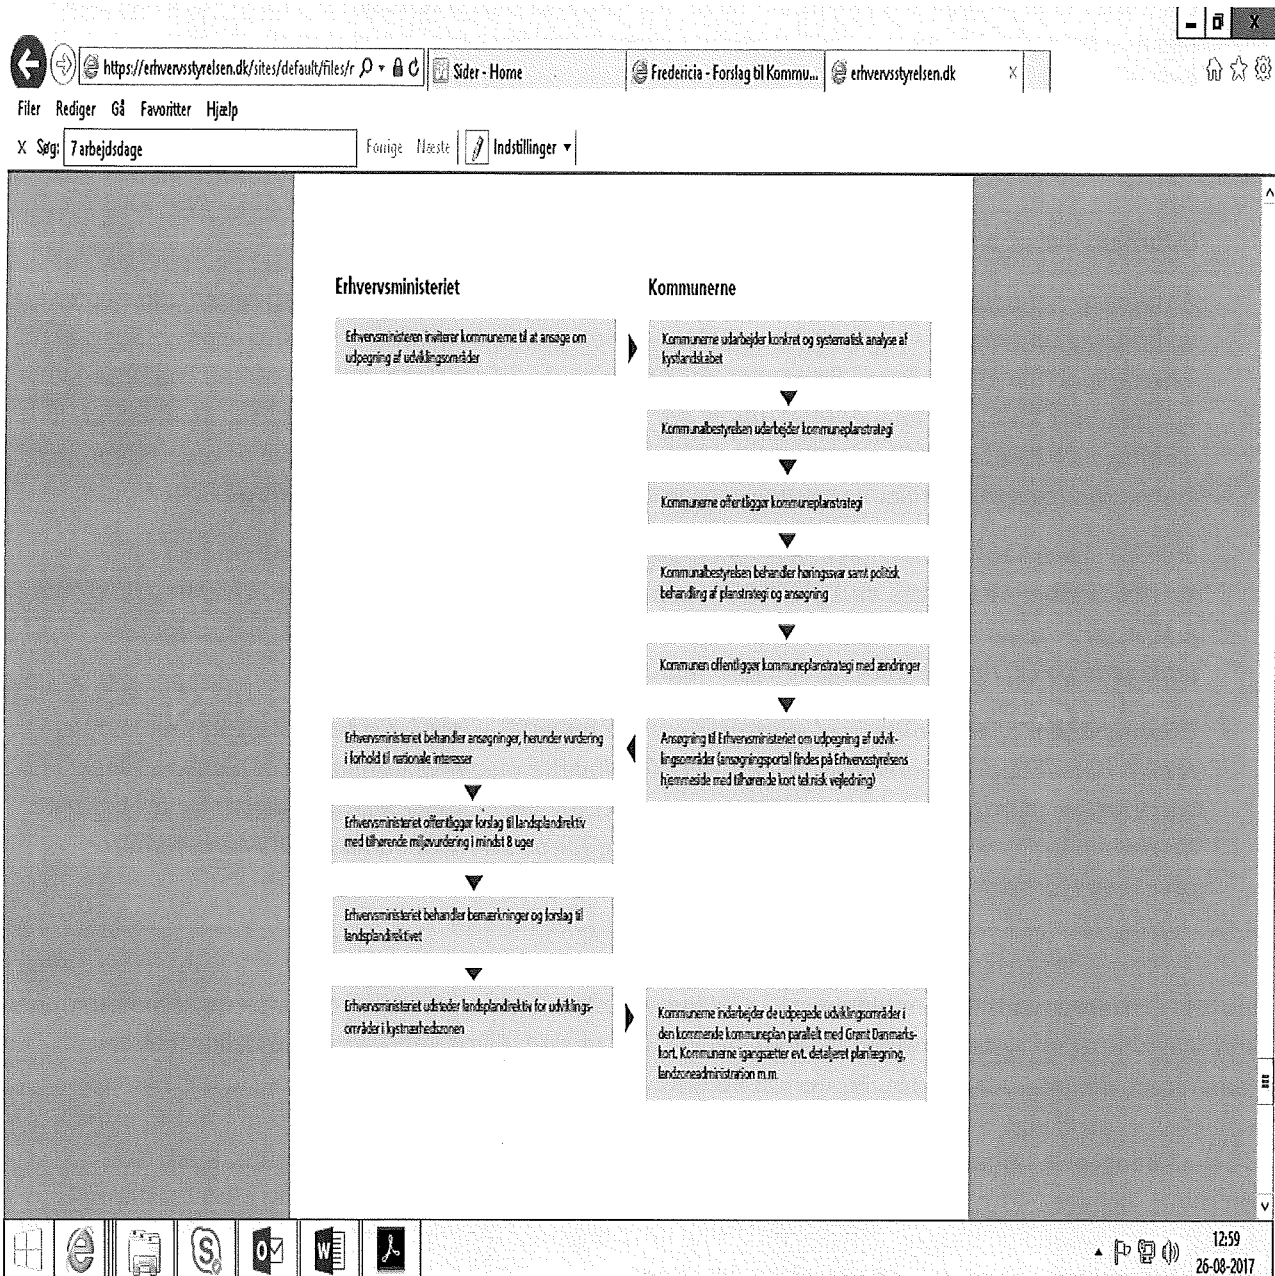 https://erhvervsstyrelsen.dk/sites/default/files/r
Sider - Home
Fredericia - Forslag til Kommu...
erhvervsstyrelsen.dk
Filer Rediger Gå Favoritter Hjælp
X Søg: 7 arbejdsdage
Forrige Næste
Indstillinger
Erhvervsministeriet
Kommunerne
Erhvervsministeren inviterer kommunerne til at ansøge om
udpegning af udviklingsområder
Kommunerne udarbejder konkret og systematisk analyse af
kystlandskabet
Kommunalbestyrelsen udarbejder kommuneplanstrategi
Kommunerne offentliggør kommuneplanstrategi
Kommunalbestyrelsen behandler høringssvar samt politisk
behandling af planstrategi og ansøgning
Kommunen offentliggør kommuneplanstrategi med ændringer
Ansøgning til Erhvervsministeriet om udpegning af udvik-
lingsområder (ansøgningsportal findes på Erhvervsstyrelsens
hjemmeside med tilhørende kort teknisk vejledning)
Erhvervsministeriet behandler ansøgninger, herunder vurdering
i forhold til nationale interesser
Erhvervsministeriet offentliggør forslag til landsplandirektiv
med tilhørende miljøvurdering i mindst 8 uger
Erhvervsministeriet behandler bemærkninger og forslag til
landsplandirektivet
Erhvervsministeriet udsteder landsplandirektiv for udviklings-
områder i kystnærhedszonen
Kommunerne indarbejder de udpegede udviklingsområder i
den kommende kommuneplan parallelt med Grønt Danmarks-
kort. Kommunerne igangsætter evt. detaljeret planlægning,
landzoneadministration m.m.
12:59
26-08-2017